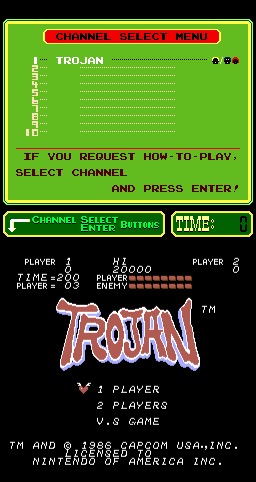 CHANNEL SELECT MENU
1 TROJAN
2
3
4
5
6
7
8
9
10
IF YOU REQUEST HOW-TO-PLAY,
SELECT CHANNEL
AND PRESS ENTER!
CHANNEL SELECT
ENTER BUTTONS
TIME: 0
PLAYER 1 HI PLAYER 2
0 20000 0
TIME=200 PLAYER
PLAYER= 03 ENEMY
TROJAN TM
1 PLAYER
2 PLAYERS
V.S GAME
TM AND © 1986 CAPCOM USA.,INC.
LICENSED TO
NINTENDO OF AMERICA INC.